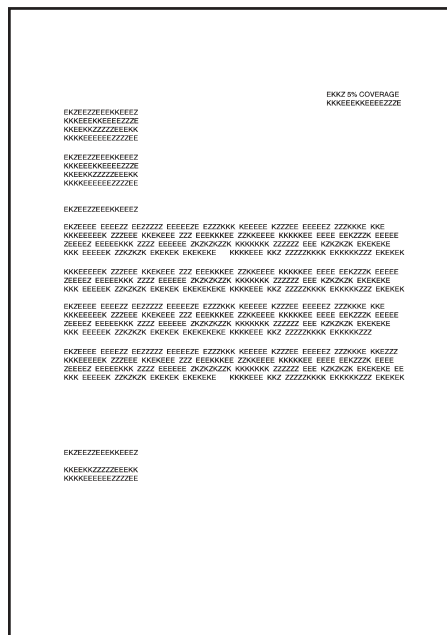 EKKZ 5% COVERAGE
KKKEEEKKEEEEZZZE
EKZEEZZEEEKKEEEZ
KKKEEEKKEEEEZZZE
KKEEKKZZZZZEEEKK
KKKKEEEEEEZZZZEE
EKZEEZZEEEKKEEEZ
KKKEEEKKEEEEZZZE
KKEEKKZZZZZEEEKK
KKKKEEEEEEZZZZEE
EKZEEZZEEEKKEEEZ
EKZEEEE EEEEZZ EEZZZZZ EEEEEZE EZZZKKK KEEEEE KZZZEE EEEEEZ ZZZKKKE KKE
KKKEEEEEK ZZZEEE KKEKEEE ZZZ EEEKKKEE ZZKKEEEE KKKKKEE EEEE EEKZZZK EEEEE
ZEEEEZ EEEEEKKK ZZZZ EEEEEE ZKZKZKZZK KKKKKKK ZZZZZZ EEE KZKZKZK EKEKEKE
KKK EEEEEK ZZKZKZK EKEKEK EKEKEKE KKKKEEE KKZ ZZZZZKKKK EKKKKKZZZ EKEKEK
KKKEEEEEK ZZZEEE KKEKEEE ZZZ EEEKKKEE ZZKKEEEE KKKKKEE EEEE EEKZZZK EEEEE
ZEEEEZ EEEEEKKK ZZZZ EEEEEE ZKZKZKZZK KKKKKKK ZZZZZZ EEE KZKZKZK EKEKEKE
KKK EEEEEK ZZKZKZK EKEKEK EKEKEKEKE KKKKEEE KKZ ZZZZZKKKK EKKKKKZZZ EKEKEK
EKZEEEE EEEEZZ EEZZZZZ EEEEEZE EZZZKKK KEEEEE KZZZEE EEEEEZ ZZZKKKE KKE
KKKEEEEEK ZZZEEE KKEKEEE ZZZ EEEKKKEE ZZKKEEEE KKKKKEE EEEE EEKZZZK EEEEE
ZEEEEZ EEEEEKKK ZZZZ EEEEEE ZKZKZKZZK KKKKKKK ZZZZZZ EEE KZKZKZK EKEKEKE
KKK EEEEEK ZZKZKZK EKEKEK EKEKEKEKE KKKKEEE KKZ ZZZZZKKKK EKKKKKZZZ
EKZEEEE EEEEZZ EEZZZZZ EEEEEZE EZZZKKK KEEEEE KZZZEE EEEEEZ ZZZKKKE KKEZZZ
KKKEEEEEK ZZZEEE KKEKEEE ZZZ EEEKKKEE ZZKKEEEE KKKKKEE EEEE EEKZZZK EEEE
ZEEEEZ EEEEEKKK ZZZZ EEEEEE ZKZKZKZZK KKKKKKK ZZZZZZ EEE KZKZKZK EKEKEKE EE
KKK EEEEEK ZZKZKZK EKEKEK EKEKEKE KKKKEEE KKZ ZZZZZKKKK EKKKKKZZZ EKEKEK
EKZEEZZEEEKKEEEZ
KKEEKKZZZZZEEEKK
KKKKEEEEEEZZZZEE